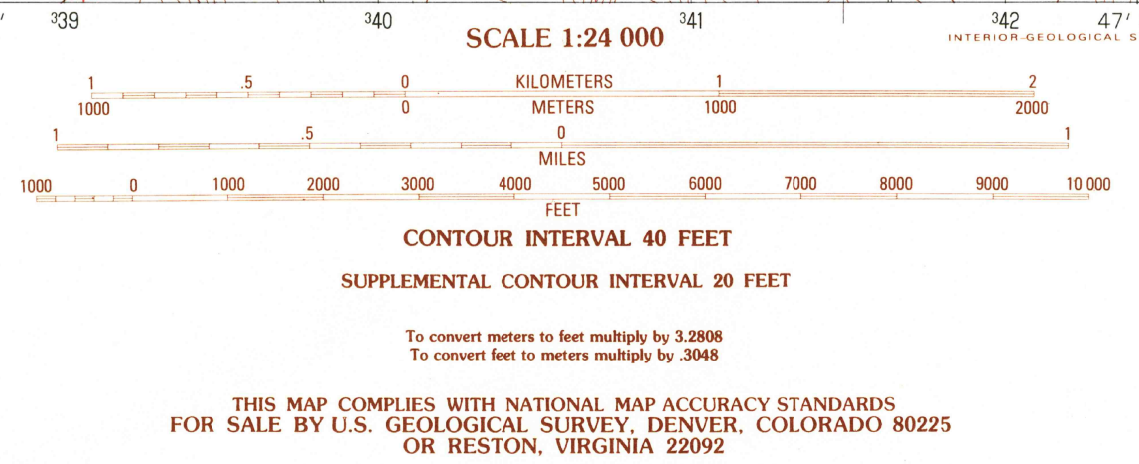 ′ ³39 ³40 ³41 ³42 47′
SCALE 1:24 000
INTERIOR–GEOLOGICAL S
1 .5 0 KILOMETERS 1 2
1000 0 METERS 1000 2000
1 .5 0 1
MILES
1000 0 1000 2000 3000 4000 5000 6000 7000 8000 9000 10 000
FEET
CONTOUR INTERVAL 40 FEET
SUPPLEMENTAL CONTOUR INTERVAL 20 FEET
To convert meters to feet multiply by 3.2808
To convert feet to meters multiply by .3048
THIS MAP COMPLIES WITH NATIONAL MAP ACCURACY STANDARDS
FOR SALE BY U.S. GEOLOGICAL SURVEY, DENVER, COLORADO 80225
OR RESTON, VIRGINIA 22092